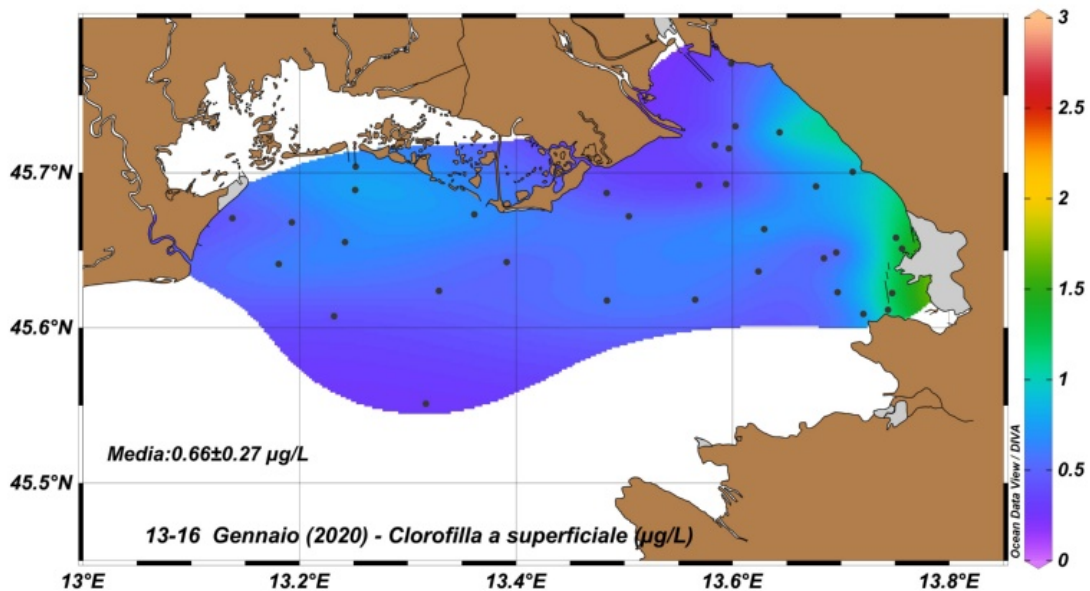 3
2.5
2
1.5
1
0.5
0
45.7°N
45.6°N
45.5°N
Media:0.66±0.27 µg/L
13-16 Gennaio (2020) - Clorofilla a superficiale (µg/L)
Ocean Data View / DIVA
13°E 13.2°E 13.4°E 13.6°E 13.8°E